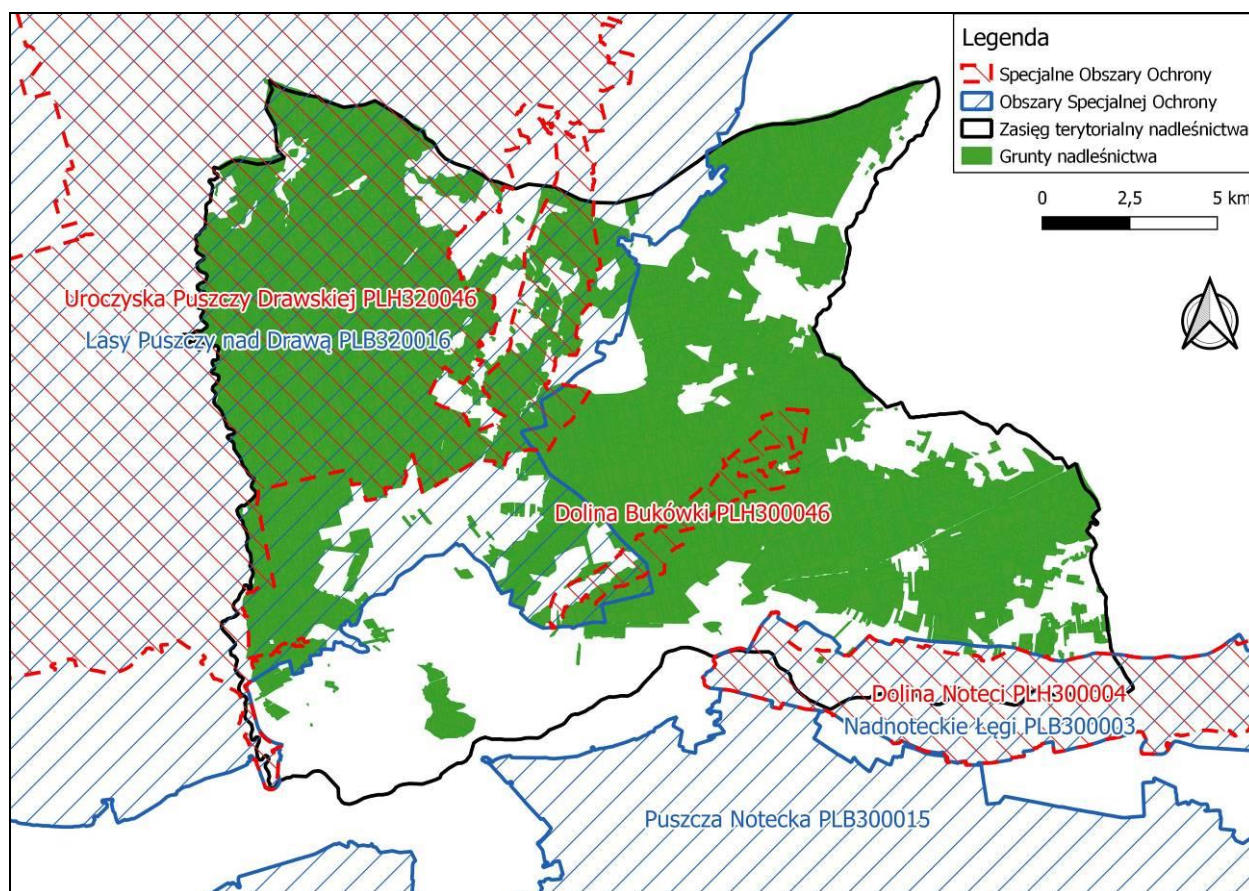 Legenda
Specjalne Obszary Ochrony
Obszary Specjalnej Ochrony
Zasięg terytorialny nadleśnictwa
Grunty nadleśnictwa
0 2,5 5 km
Uroczyska Puszczy Drawskiej PLH320046
Lasy Puszczy nad Drawą PLB320016
Dolina Bukówki PLH300046
Dolina Noteci PLH300004
Nadnoteckie Łęgi PLB300003
Puszcza Notecka PLB300015